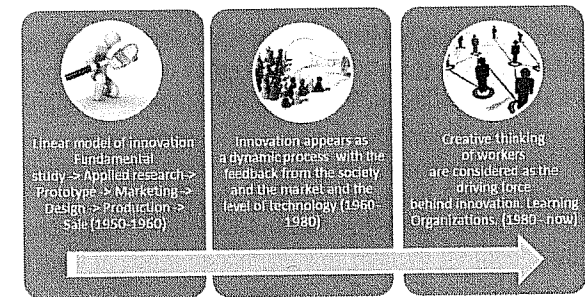 Linear model of innovation
Fundamental
study -> Applied research->
Prototype -> Marketing->
Design -> Production ->
Sale (1950-1960)
Innovation appears as
a dynamic process with the
feedback from the society
and the market and the
level of technology (1960-
1980)
Creative thinking
of workers
are considered as the
driving force
behind innovation. Learning
Organizations. (1980 - now)